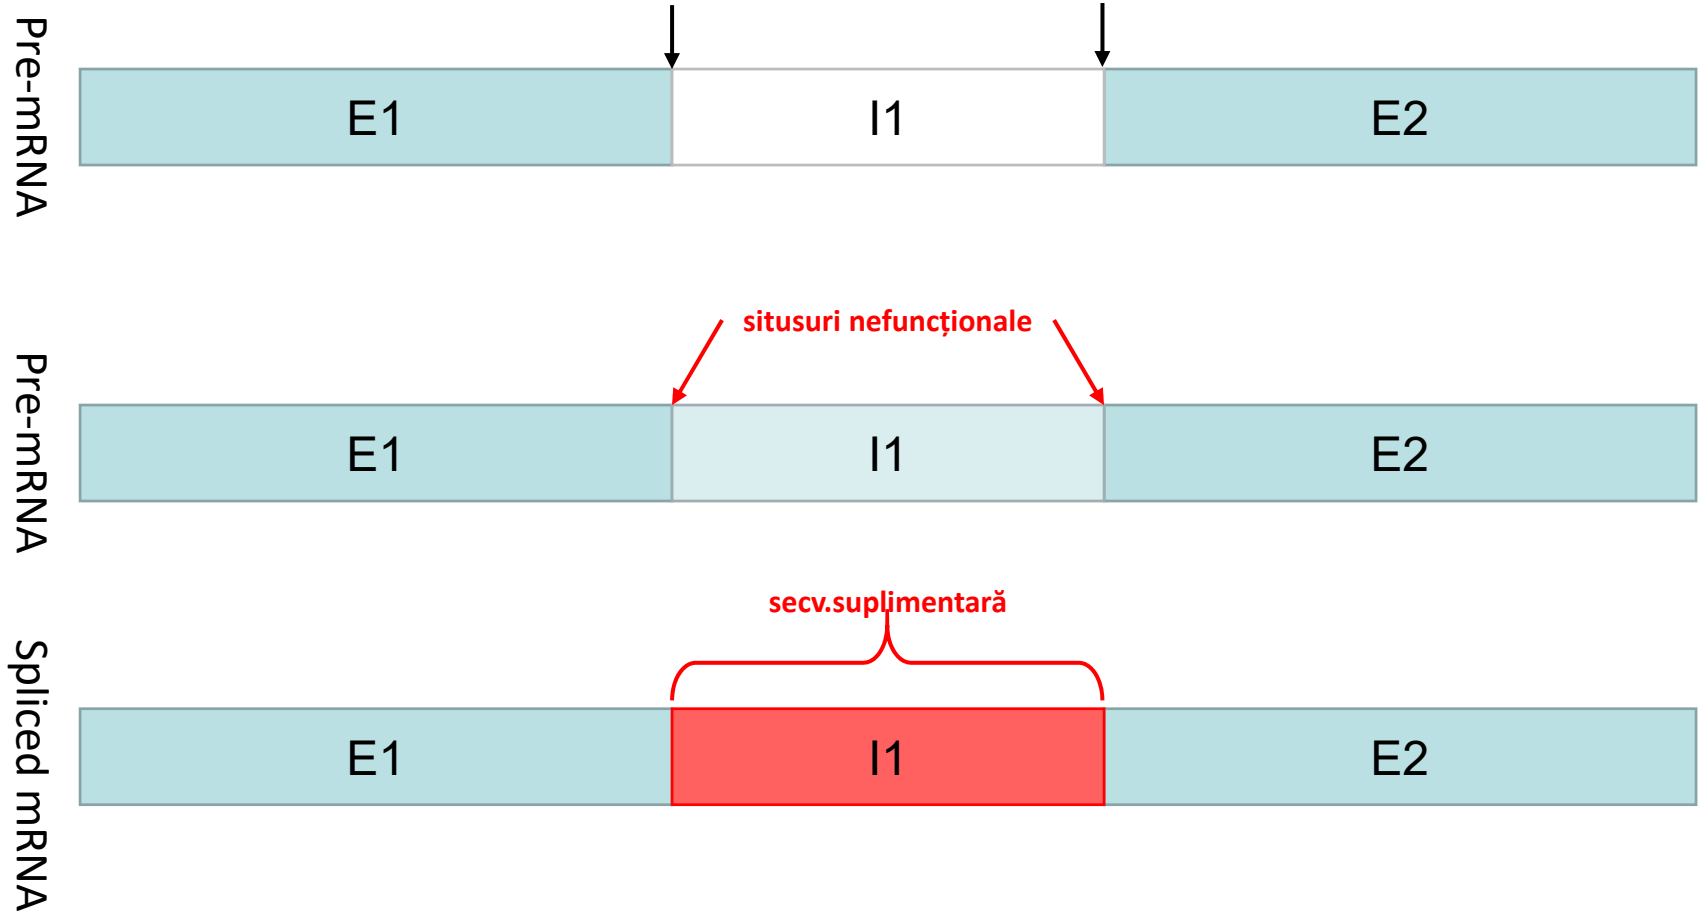 Pre-mRNA
E1
I1
E2
situsuri nefuncționale
Pre-mRNA
E1
I1
E2
secv.suplimentară
Spliced mRNA
E1
I1
E2